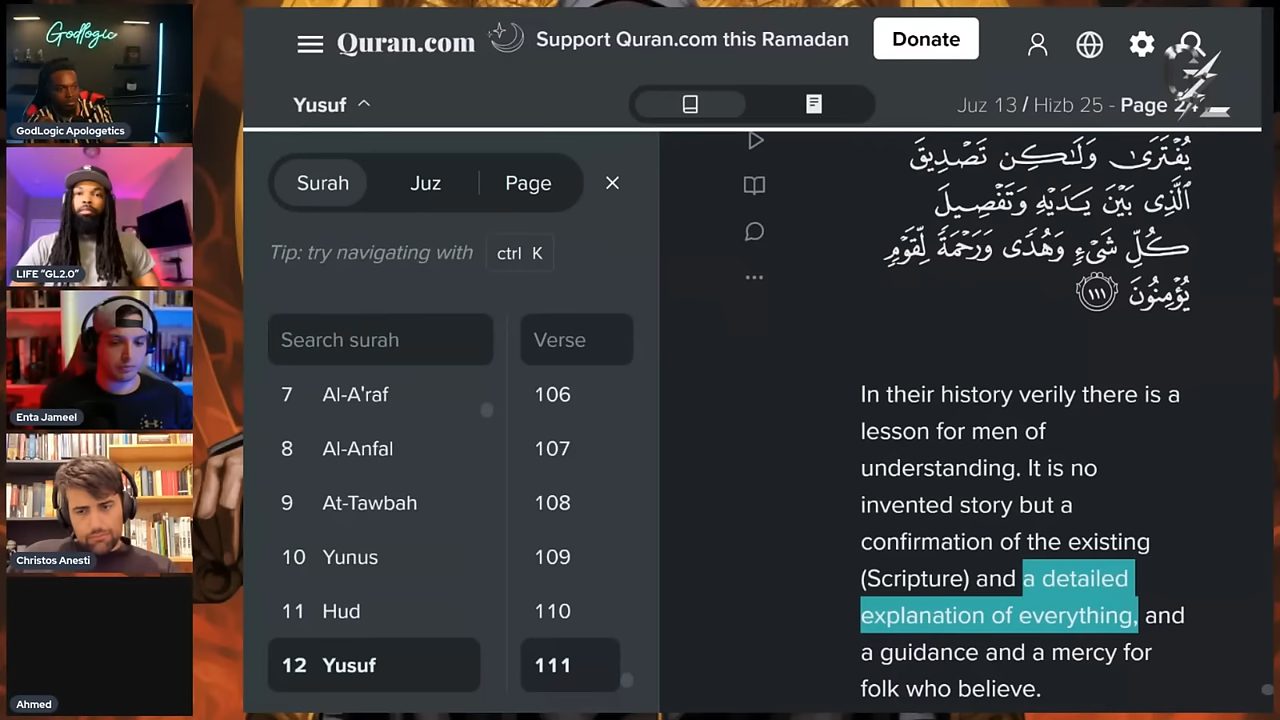 Godlogic
GodLogic Apologetics
LIFE "GL2.0"
Enta Jameel
Christos Anesti
Ahmed
Quran.com
Support Quran.com this Ramadan
Donate
Yusuf
Juz 13 / Hizb 25 - Page
Surah
Juz
Page
Tip: try navigating with ctrl K
Search surah
Verse
7 Al-A'raf
106
8 Al-Anfal
107
9 At-Tawbah
108
10 Yunus
109
11 Hud
110
12 Yusuf
111
يُفْتَرَىٰ وَلَـٰكِن تَصْدِيقَ
ٱلَّذِى بَيْنَ يَدَيْهِ وَتَفْصِيلَ
كُلِّ شَىْءٍ وَهُدًى وَرَحْمَةً لِّقَوْمٍ
يُؤْمِنُونَ ١١١
In their history verily there is a
lesson for men of
understanding. It is no
invented story but a
confirmation of the existing
(Scripture) and a detailed
explanation of everything, and
a guidance and a mercy for
folk who believe.